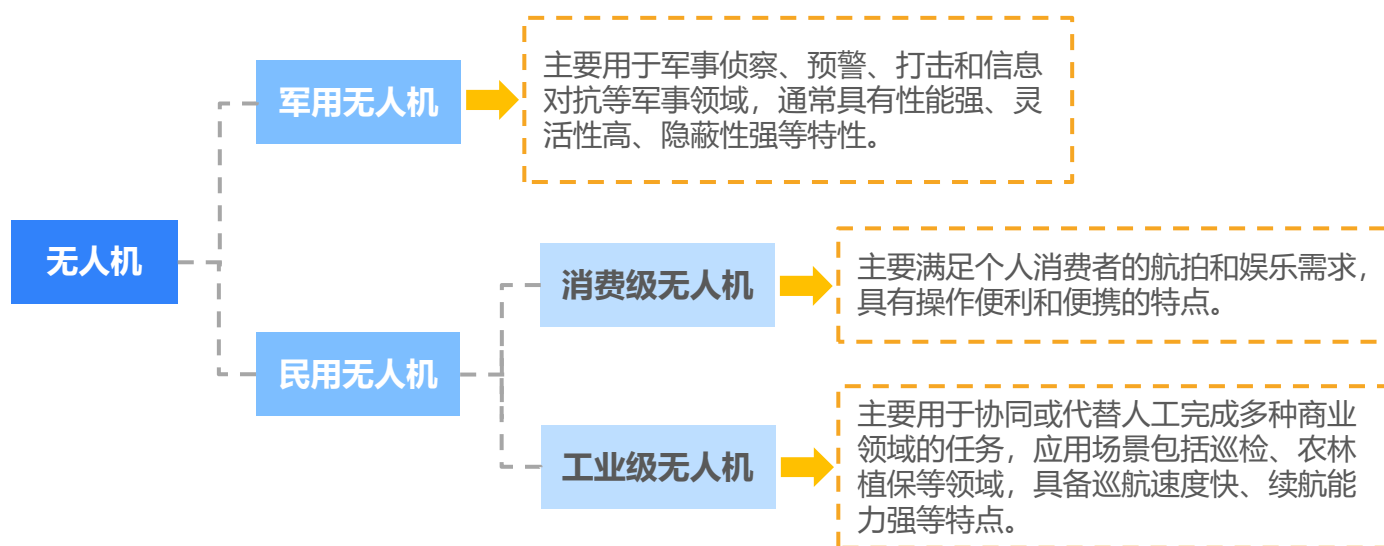 无人机
军用无人机
主要用于军事侦察、预警、打击和信息
对抗等军事领域，通常具有性能强、灵
活性高、隐蔽性强等特性。
民用无人机
消费级无人机
主要满足个人消费者的航拍和娱乐需求，
具有操作便利和便携的特点。
工业级无人机
主要用于协同或代替人工完成多种商业
领域的任务，应用场景包括巡检、农林
植保等领域，具备巡航速度快、续航能
力强等特点。